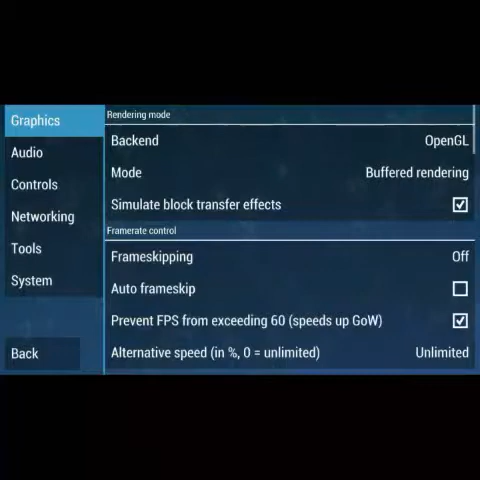 Graphics
Audio
Controls
Networking
Tools
System
Back
Rendering mode
Backend OpenGL
Mode Buffered rendering
Simulate block transfer effects
Framerate control
Frameskipping Off
Auto frameskip
Prevent FPS from exceeding 60 (speeds up GoW)
Alternative speed (in %, 0 = unlimited) Unlimited